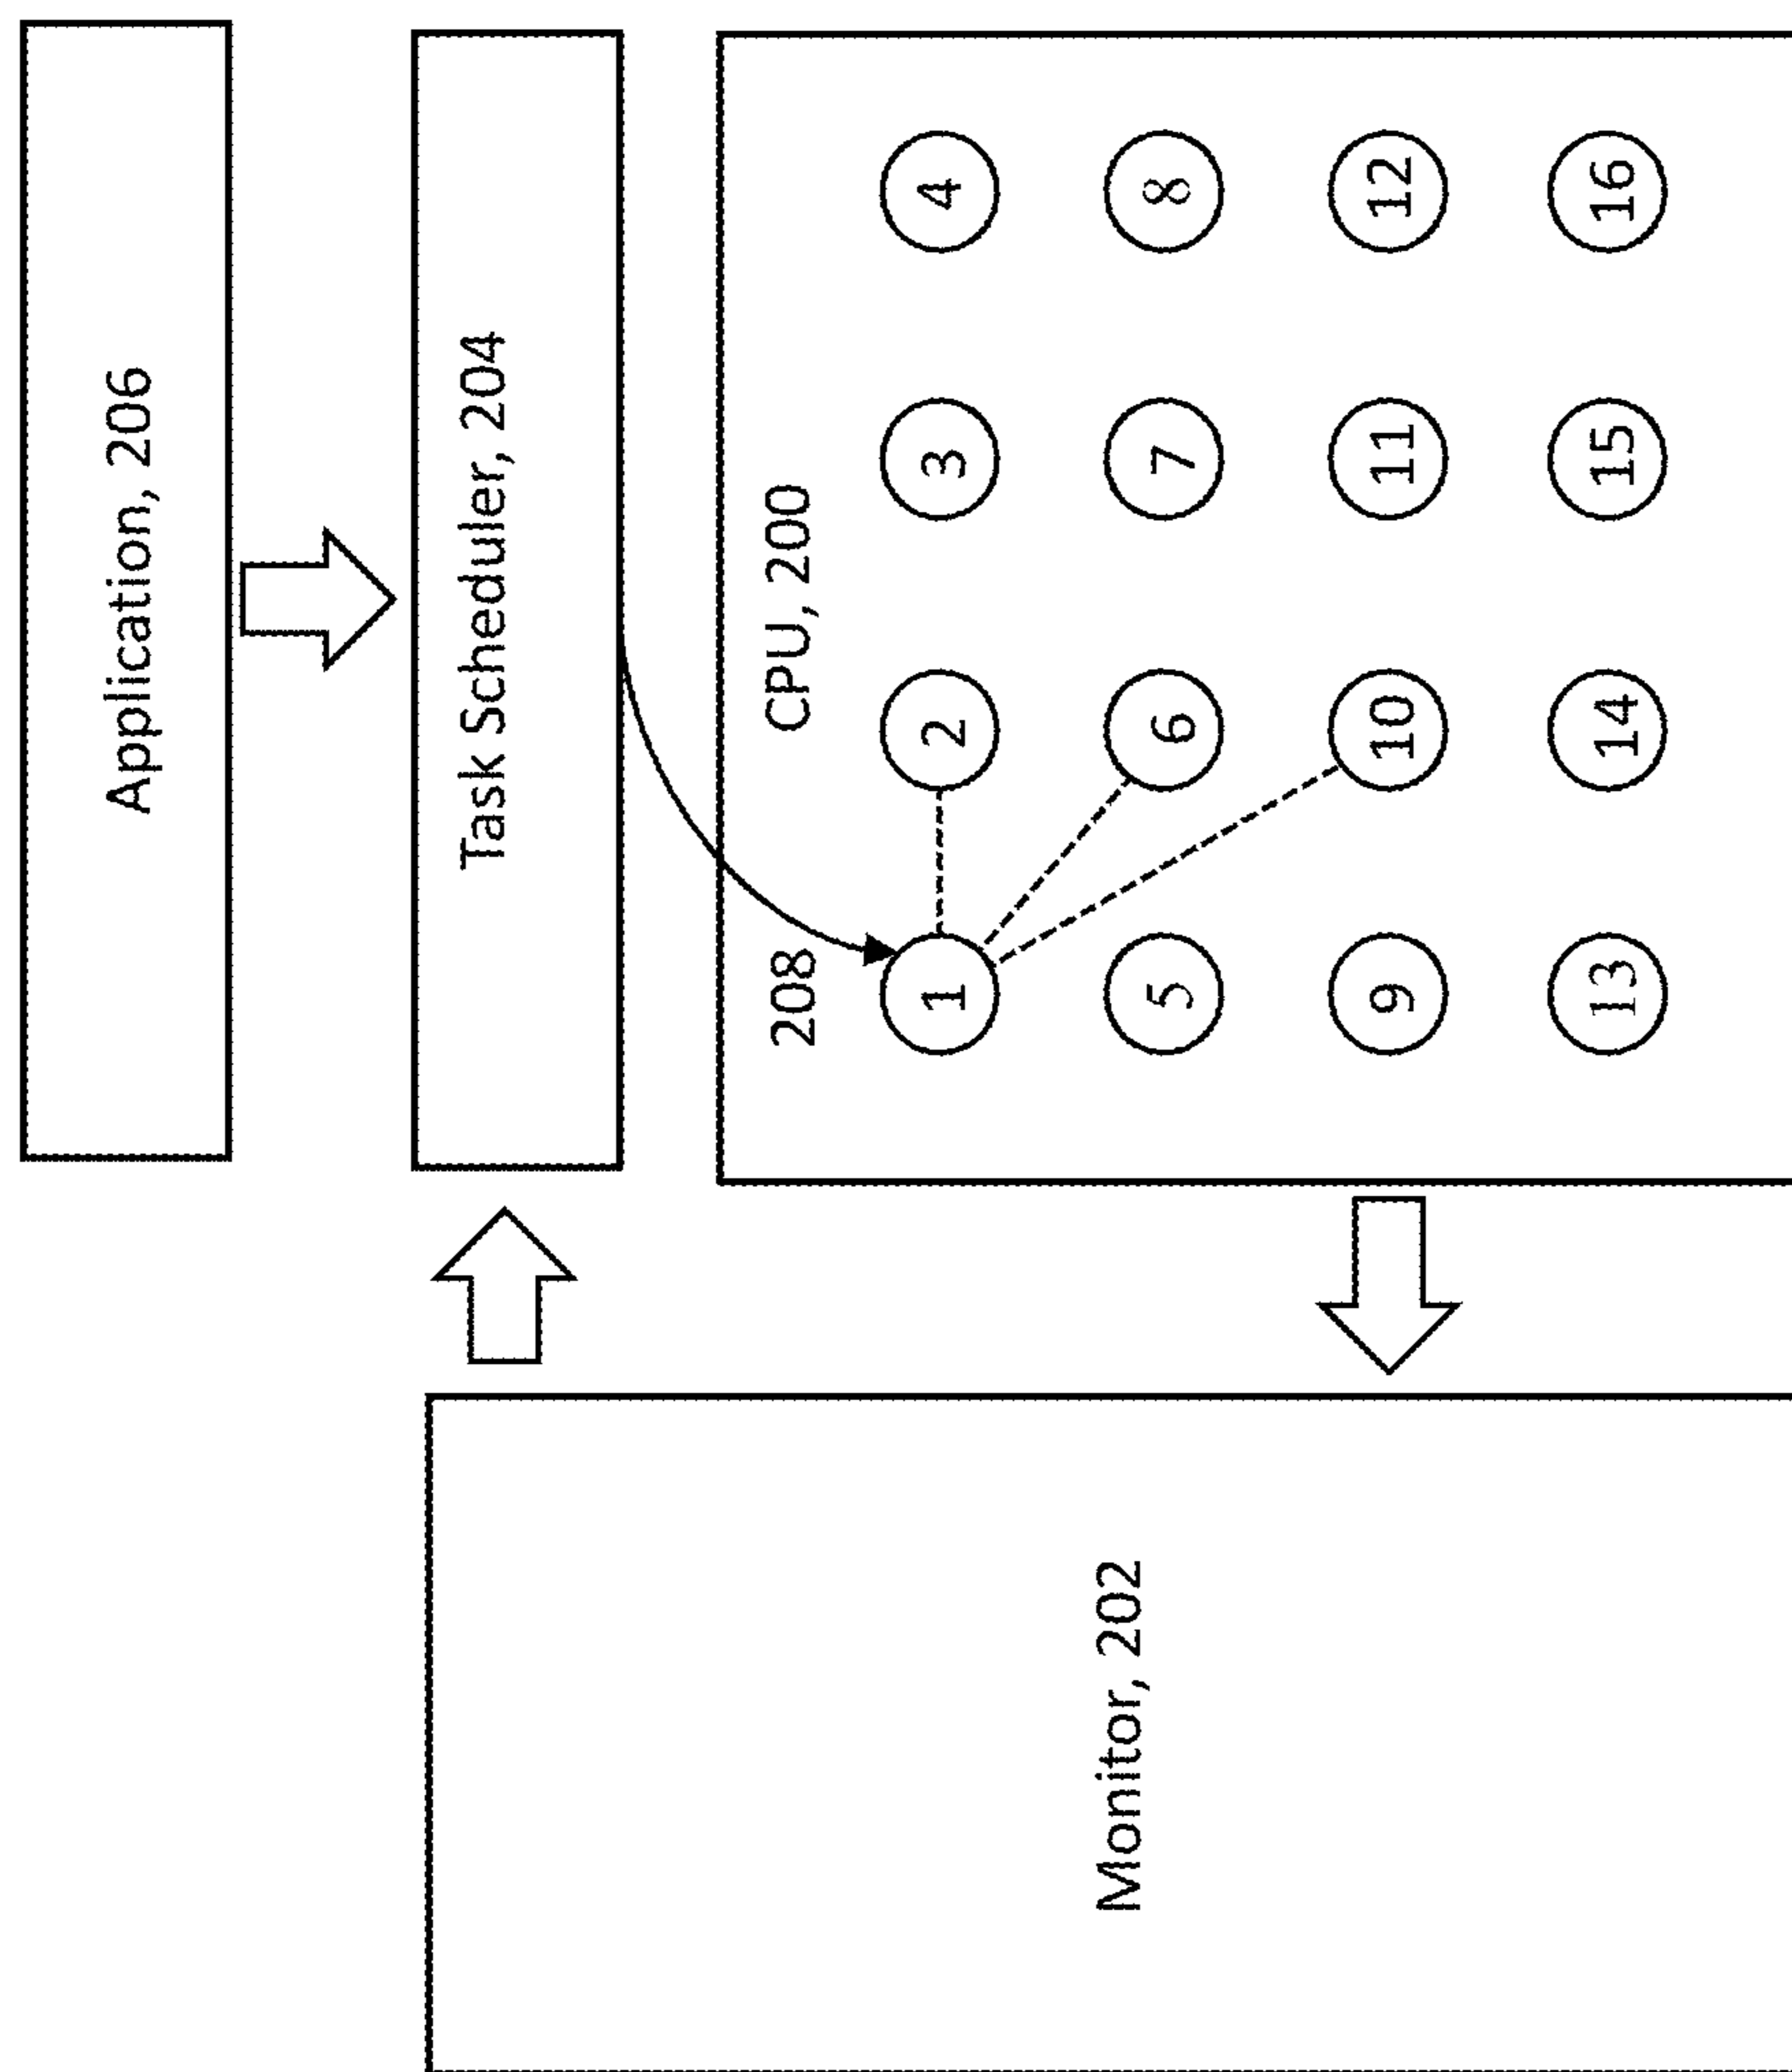 Application, 206
Task Scheduler, 204
CPU, 200
208
1 2 3 4
5 6 7 8
9 10 11 12
13 14 15 16
Monitor, 202